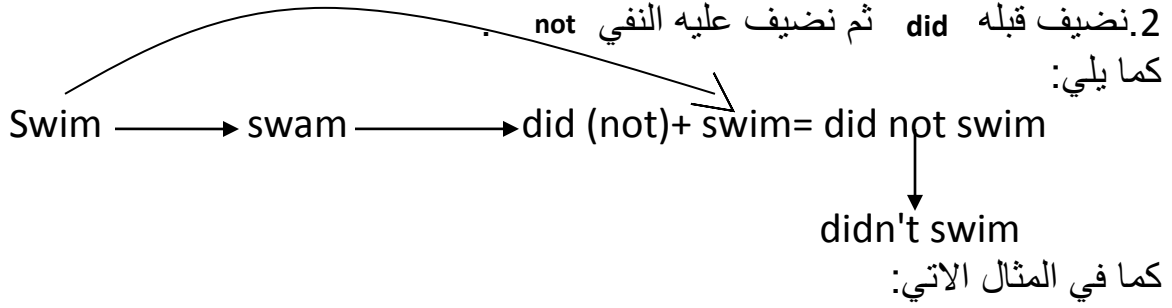 2.نضيف قبله did ثم نضيف عليه النفي not .
كما يلي:
Swim swam did (not)+ swim= did not swim
didn't swim
كما في المثال الاتي: